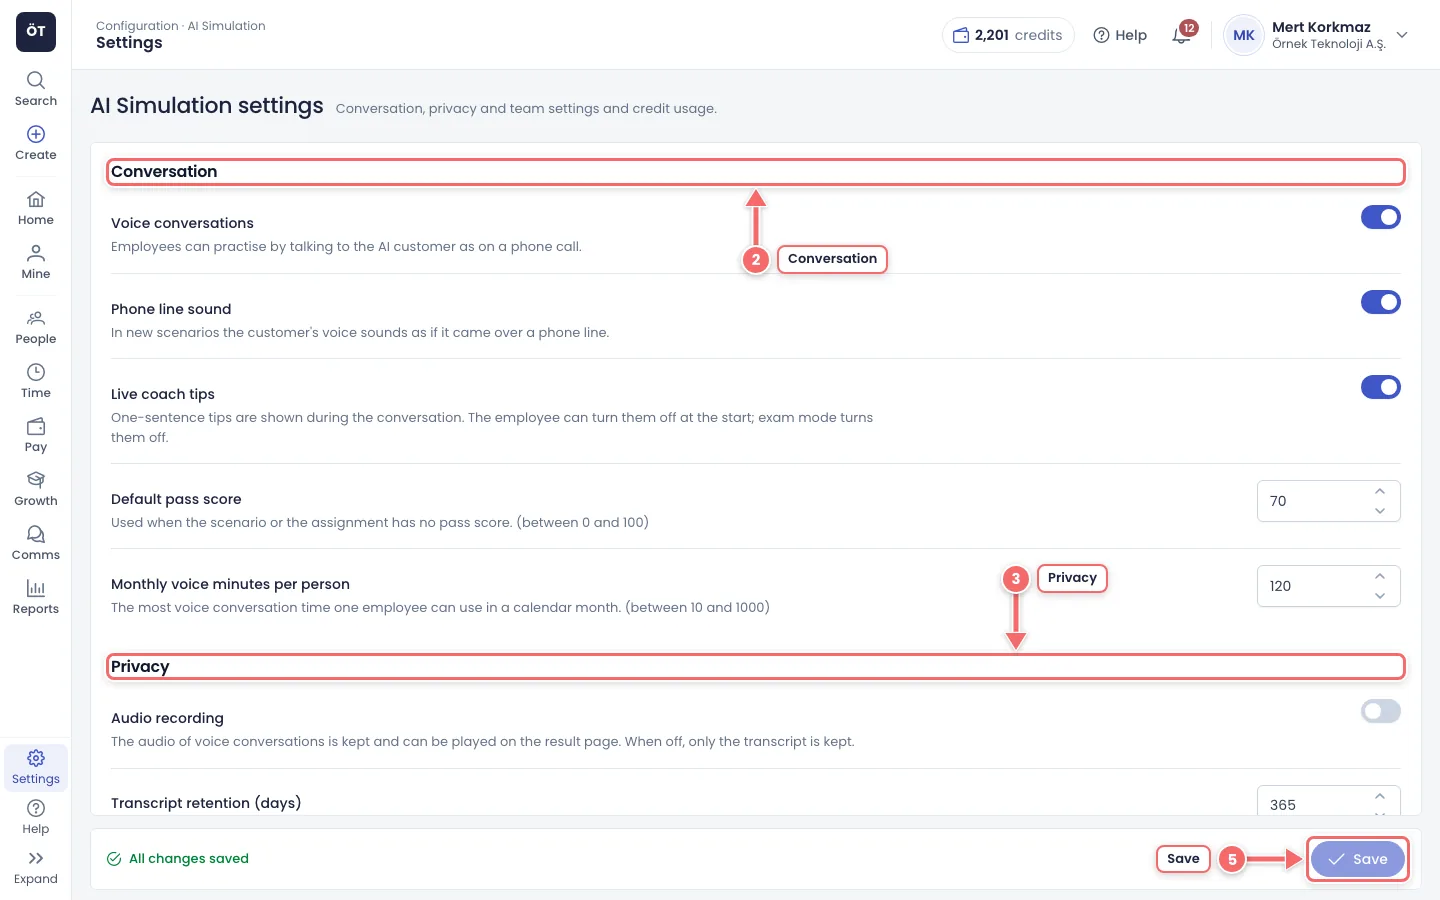 ÖT
Search
Create
Home
Mine
People
Time
Pay
Growth
Comms
Reports
Settings
Help
Expand
Configuration · AI Simulation
Settings
2,201 credits
Help
12
MK
Mert Korkmaz
Örnek Teknoloji A.Ş.
AI Simulation settings
Conversation, privacy and team settings and credit usage.
Conversation
Voice conversations
Employees can practise by talking to the AI customer as on a phone call.
2
Conversation
Phone line sound
In new scenarios the customer's voice sounds as if it came over a phone line.
Live coach tips
One-sentence tips are shown during the conversation. The employee can turn them off at the start; exam mode turns
them off.
Default pass score
Used when the scenario or the assignment has no pass score. (between 0 and 100)
70
Monthly voice minutes per person
The most voice conversation time one employee can use in a calendar month. (between 10 and 1000)
120
3
Privacy
Privacy
Audio recording
The audio of voice conversations is kept and can be played on the result page. When off, only the transcript is kept.
Transcript retention (days)
365
All changes saved
Save
5
Save